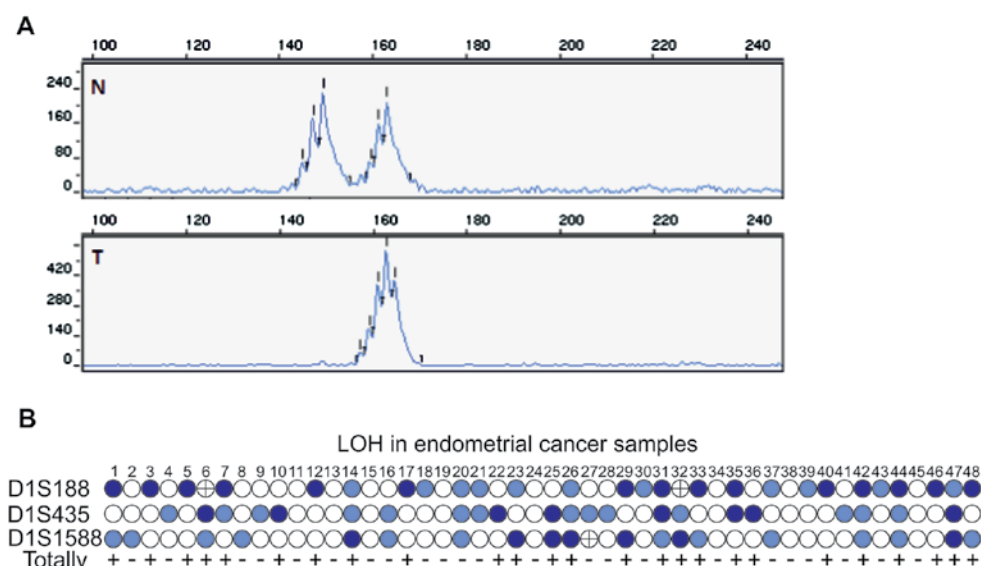 A
100 120 140 160 180 200 220 240
N
240
160
80
0
100 120 140 160 180 200 220 240
T
420
280
140
0
B
LOH in endometrial cancer samples
1 2 3 4 5 6 7 8 9 10 11 12 13 14 15 16 17 18 19 20 21 22 23 24 25 26 27 28 29 30 31 32 33 34 35 36 37 38 39 40 41 42 43 44 45 46 47 48
D1S188
D1S435
D1S1588
Totally + - + - + + + - - + - + - + - - + - - - - + + - + + - - + - + + + - + + - - - + - + - + - + + +